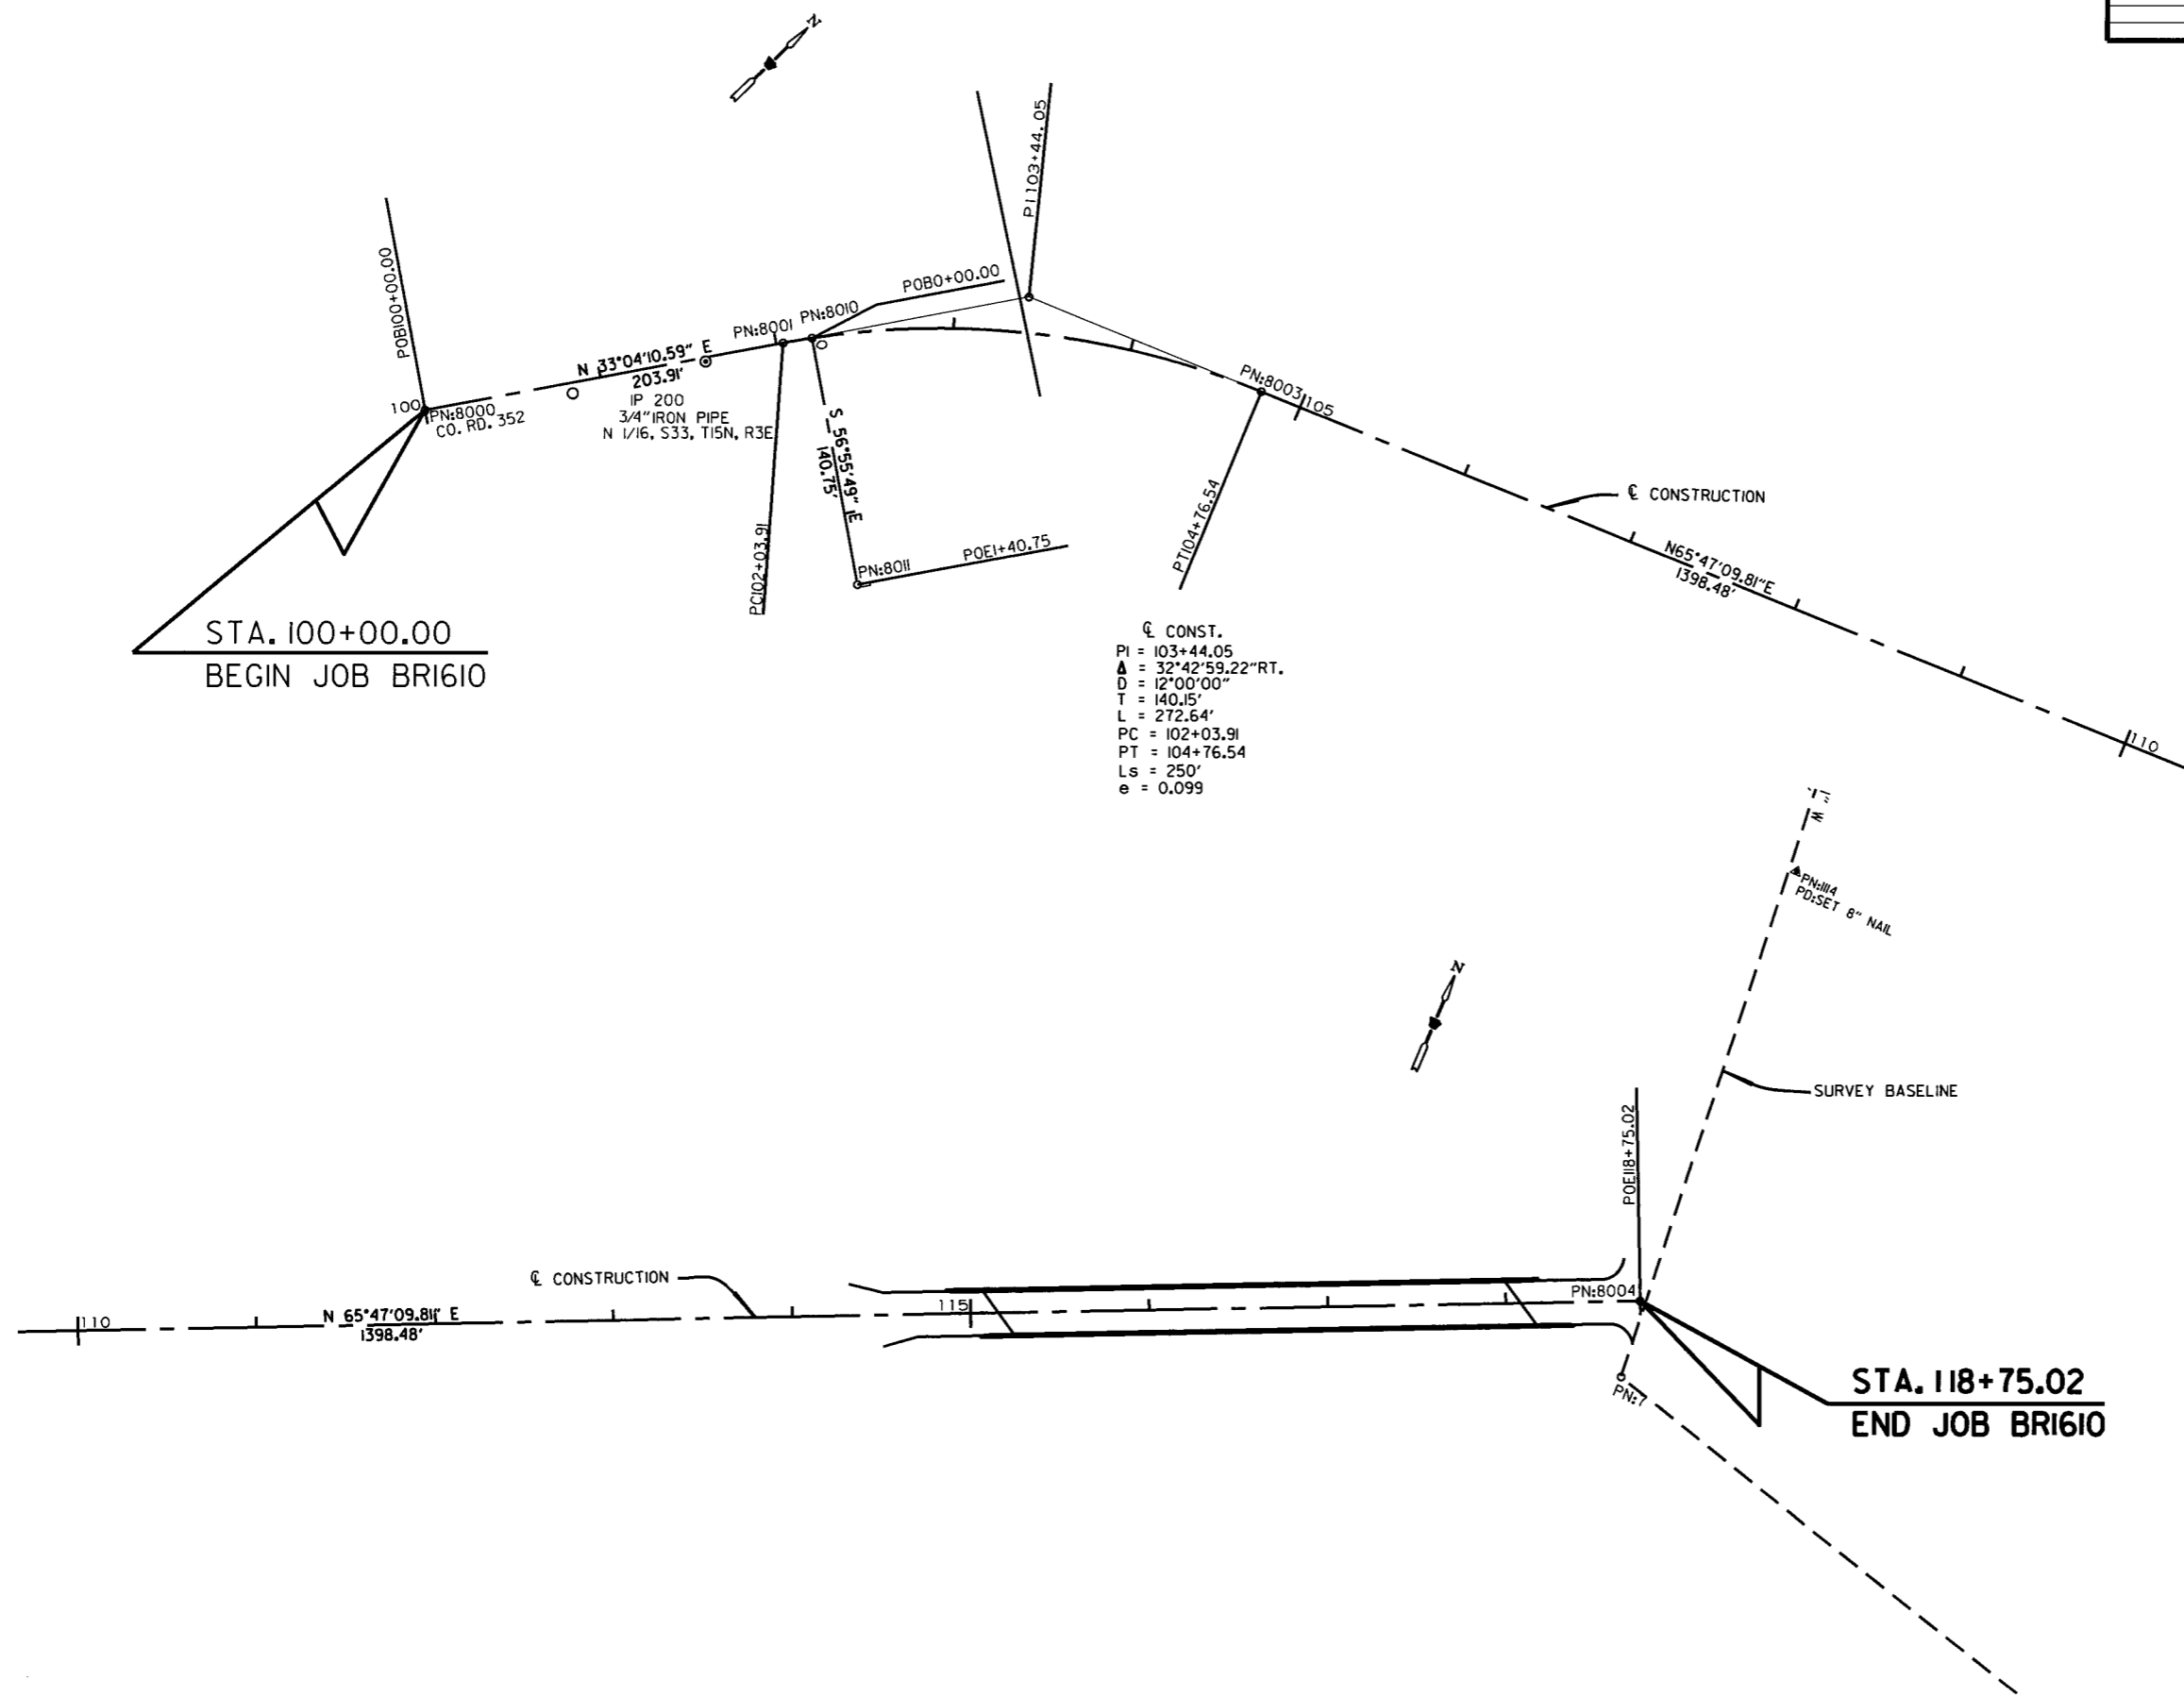 N
PI 103+44.05
POB100+00.00
POB0+00.00
PN:8001 PN:8010
N 33°04'10.59" E
203.91'
100
PN:8000
CO. RD. 352
IP 200
3/4" IRON PIPE
N 1/16, S33, T15N, R3E
S 56°55'49" E
140.75'
PN:8003
105
PC102+03.91
PN:8011
POE1+40.75
PT104+76.54
℄ CONSTRUCTION
N65°47'09.81"E
1398.48'
110
STA. 100+00.00
BEGIN JOB BR1610
℄ CONST.
PI = 103+44.05
Δ = 32°42'59.22"RT.
D = 12°00'00"
T = 140.15'
L = 272.64'
PC = 102+03.91
PT = 104+76.54
Ls = 250'
e = 0.099
W
PN:1114
PD:SET 8" NAIL
N
SURVEY BASELINE
POE118+75.02
℄ CONSTRUCTION
110
N 65°47'09.81" E
1398.48'
115
PN:8004
PN:7
STA. 118+75.02
END JOB BR1610